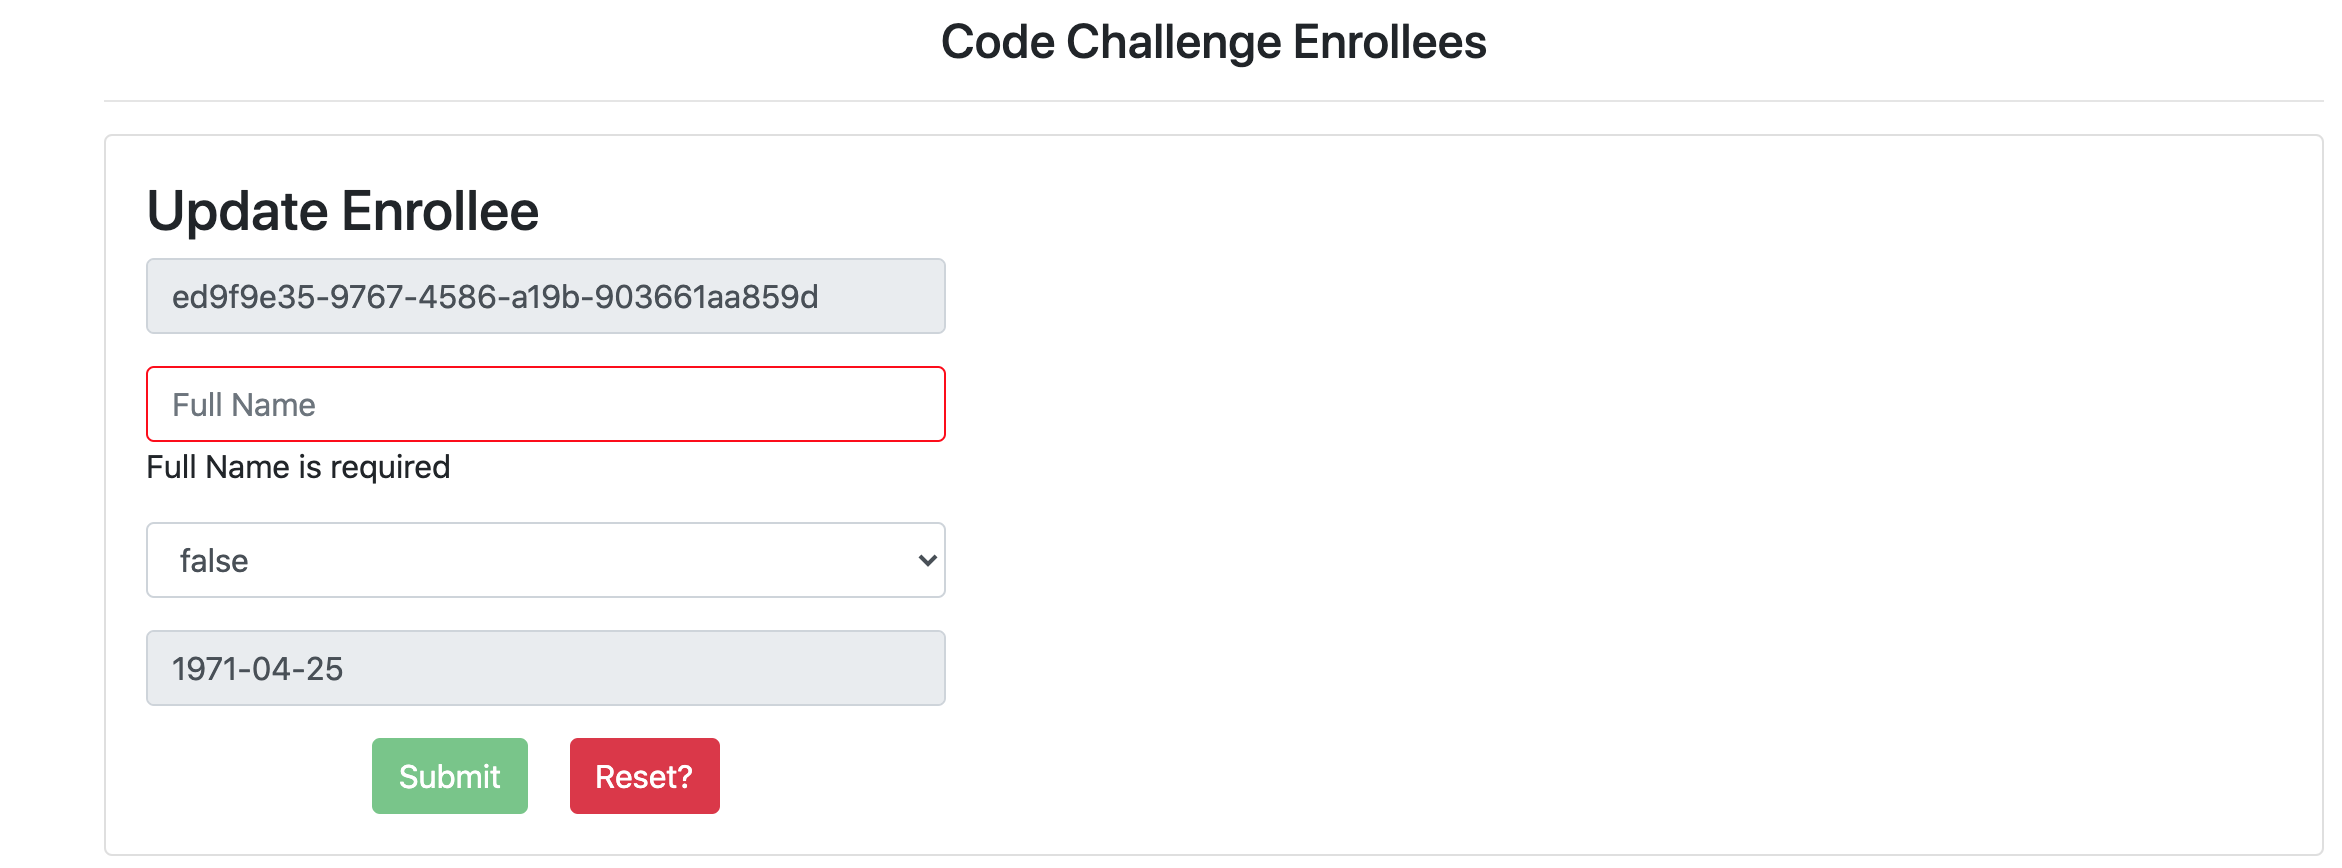 Code Challenge Enrollees
Update Enrollee
ed9f9e35-9767-4586-a19b-903661aa859d
Full Name
Full Name is required
false
1971-04-25
Submit Reset?